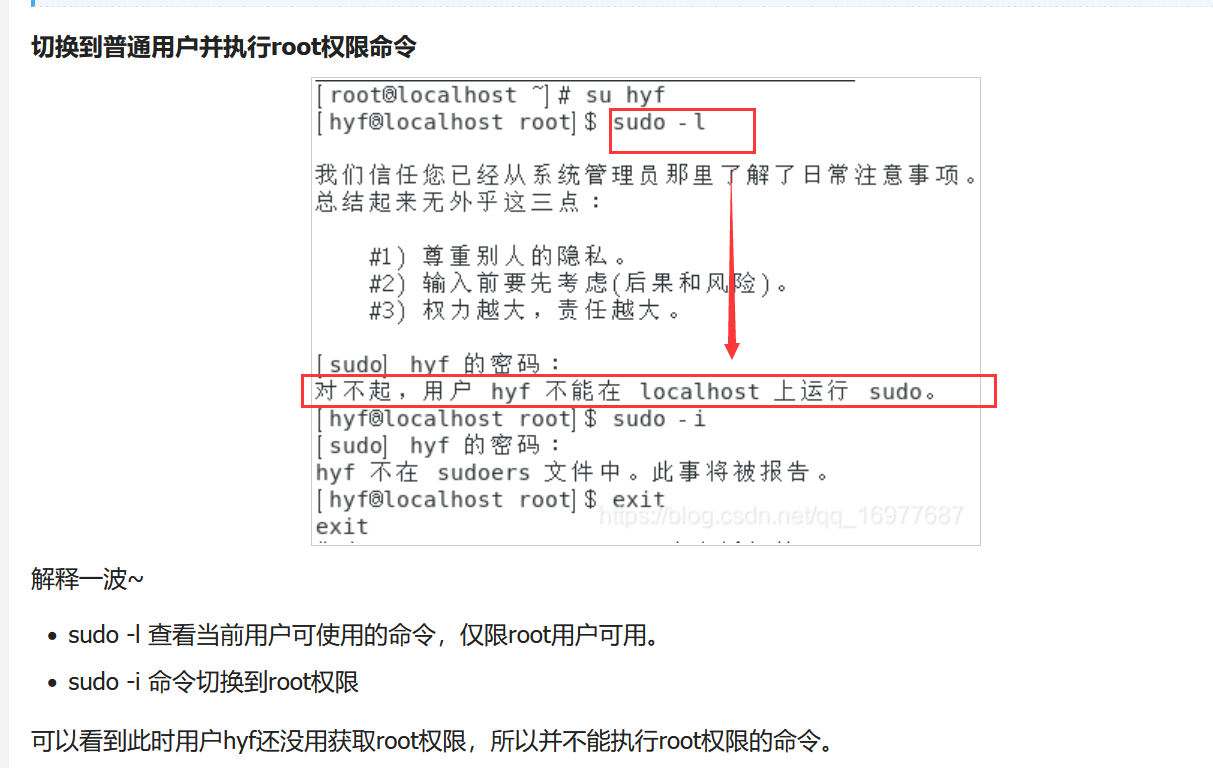 切换到普通用户并执行root权限命令
[root@localhost ~]# su hyf
[hyf@localhost root]$ sudo -l
我们信任您已经从系统管理员那里了解了日常注意事项。
总结起来无外乎这三点：
#1) 尊重别人的隐私。
#2) 输入前要先考虑(后果和风险)。
#3) 权力越大，责任越大。
[sudo] hyf 的密码：
对不起，用户 hyf 不能在 localhost 上运行 sudo。
[hyf@localhost root]$ sudo -i
[sudo] hyf 的密码：
hyf 不在 sudoers 文件中。此事将被报告。
[hyf@localhost root]$ exit
https://blog.csdn.net/qq_16977687
exit
解释一波~
• sudo -l 查看当前用户可使用的命令，仅限root用户可用。
• sudo -i 命令切换到root权限
可以看到此时用户hyf还没用获取root权限，所以并不能执行root权限的命令。